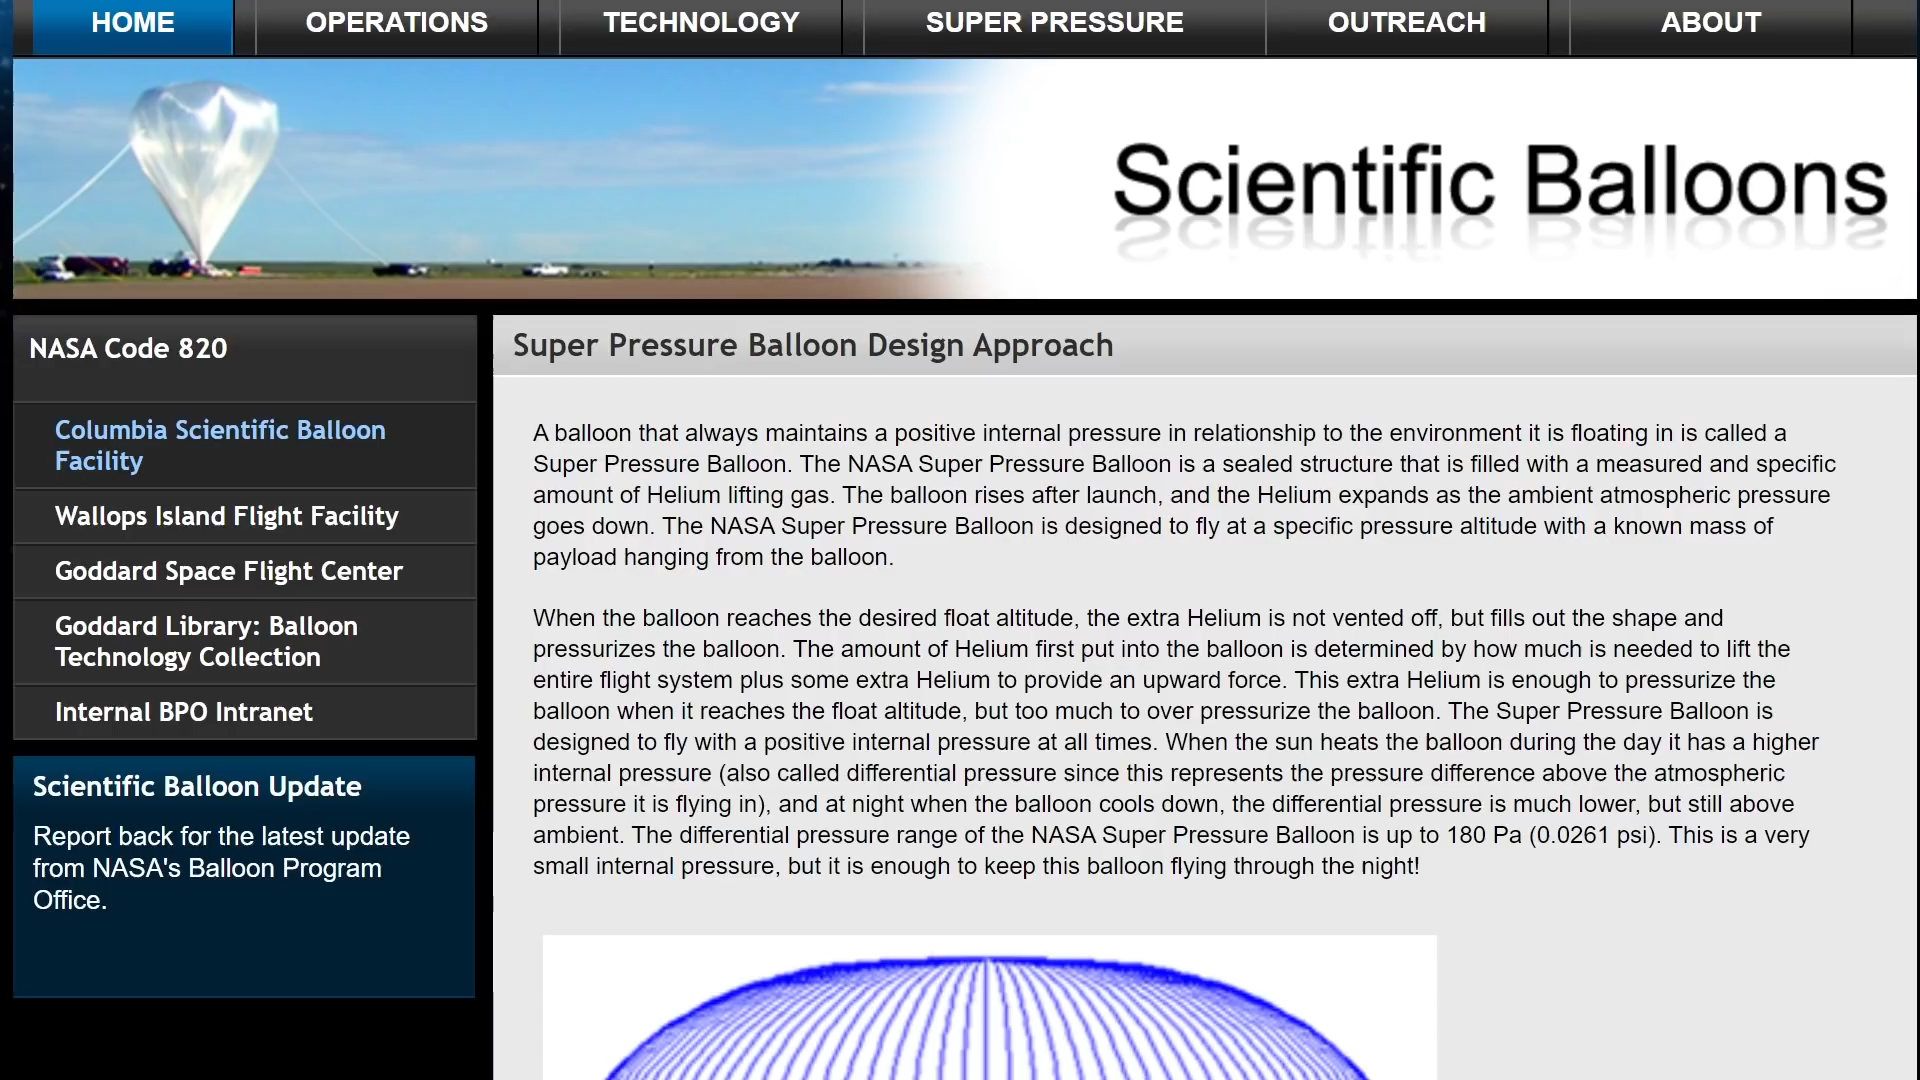 HOME OPERATIONS TECHNOLOGY SUPER PRESSURE OUTREACH ABOUT
Scientific Balloons
NASA Code 820
Columbia Scientific Balloon
Facility
Wallops Island Flight Facility
Goddard Space Flight Center
Goddard Library: Balloon
Technology Collection
Internal BPO Intranet
Scientific Balloon Update
Report back for the latest update
from NASA's Balloon Program
Office.
Super Pressure Balloon Design Approach
A balloon that always maintains a positive internal pressure in relationship to the environment it is floating in is called a
Super Pressure Balloon. The NASA Super Pressure Balloon is a sealed structure that is filled with a measured and specific
amount of Helium lifting gas. The balloon rises after launch, and the Helium expands as the ambient atmospheric pressure
goes down. The NASA Super Pressure Balloon is designed to fly at a specific pressure altitude with a known mass of
payload hanging from the balloon.
When the balloon reaches the desired float altitude, the extra Helium is not vented off, but fills out the shape and
pressurizes the balloon. The amount of Helium first put into the balloon is determined by how much is needed to lift the
entire flight system plus some extra Helium to provide an upward force. This extra Helium is enough to pressurize the
balloon when it reaches the float altitude, but too much to over pressurize the balloon. The Super Pressure Balloon is
designed to fly with a positive internal pressure at all times. When the sun heats the balloon during the day it has a higher
internal pressure (also called differential pressure since this represents the pressure difference above the atmospheric
pressure it is flying in), and at night when the balloon cools down, the differential pressure is much lower, but still above
ambient. The differential pressure range of the NASA Super Pressure Balloon is up to 180 Pa (0.0261 psi). This is a very
small internal pressure, but it is enough to keep this balloon flying through the night!